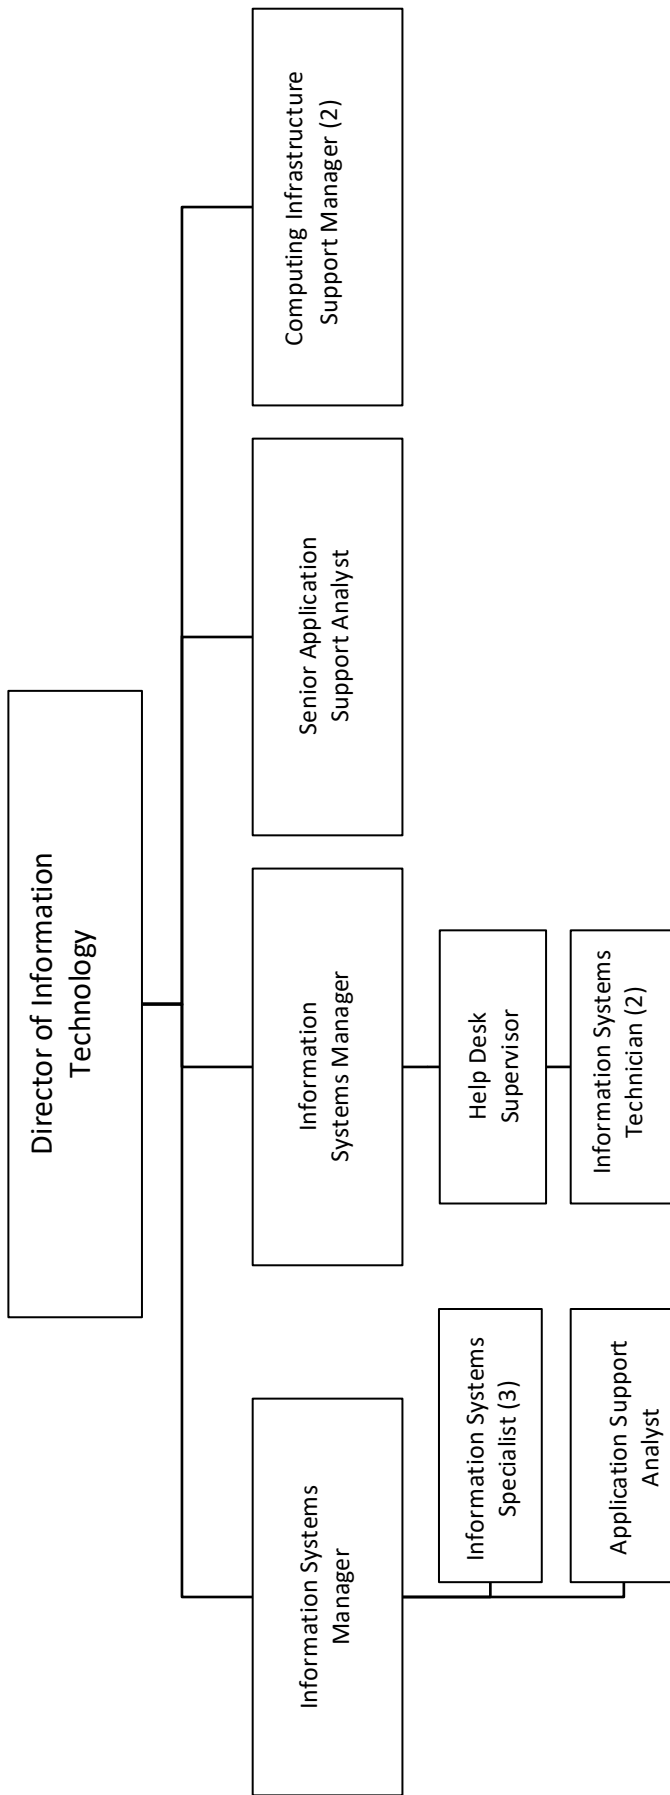 Director of Information
Technology
Information Systems
Manager
Information
Systems Manager
Senior Application
Support Analyst
Computing Infrastructure
Support Manager (2)
Information Systems
Specialist (3)
Application Support
Analyst
Help Desk
Supervisor
Information Systems
Technician (2)